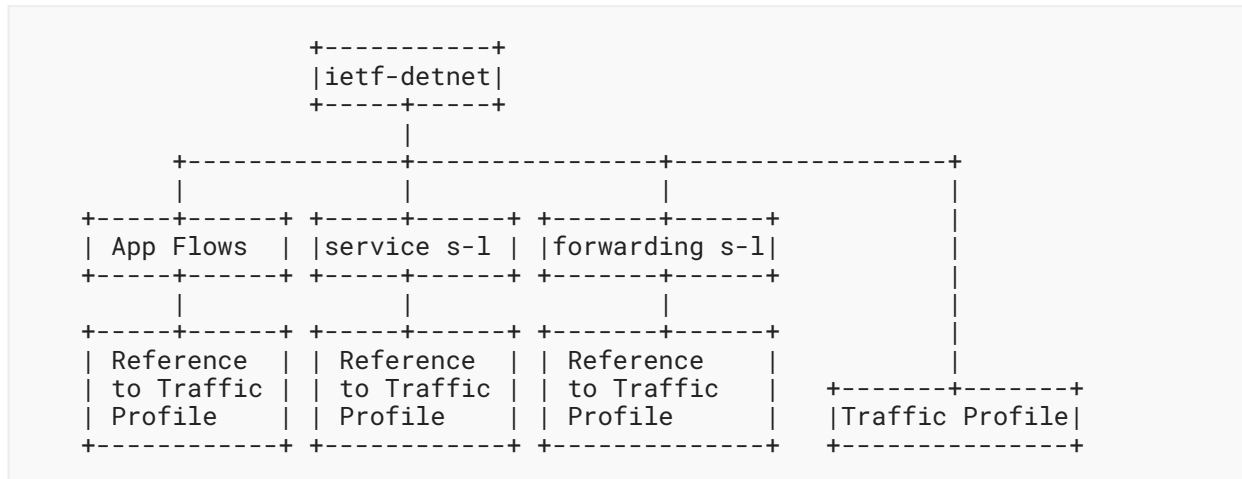 +-----------+
                    |ietf-detnet|
                    +-----+-----+
                          |
           +--------------+----------------+------------------+
           |              |                |                  |
     +-----+------+ +-----+------+ +-------+------+           |
     | App Flows  | |service s-l | |forwarding s-l|           |
     +-----+------+ +-----+------+ +-------+------+           |
           |              |                |                  |
     +-----+------+ +-----+------+ +-------+------+           |
     | Reference  | | Reference  | | Reference    |           |
     | to Traffic | | to Traffic | | to Traffic   |   +-------+-------+
     | Profile    | | Profile    | | Profile      |   |Traffic Profile|
     +------------+ +------------+ +--------------+   +---------------+